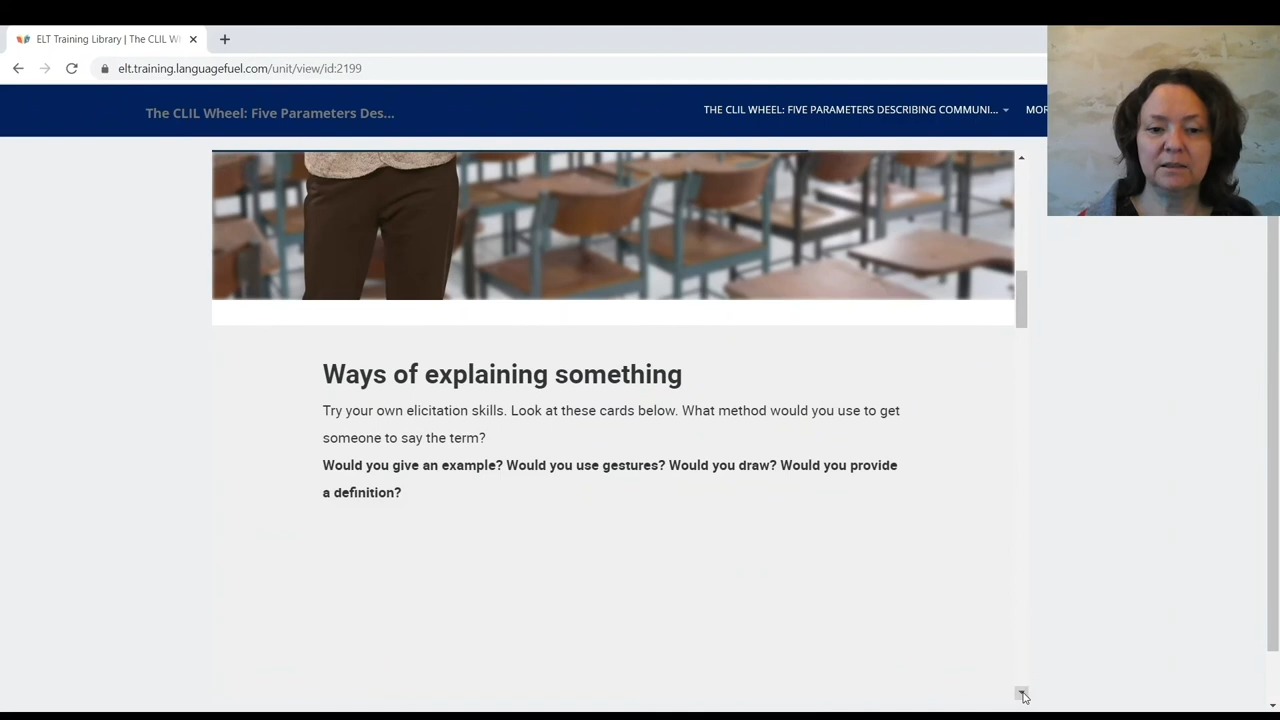 ELT Training Library | The CLIL W
elt.training.languagefuel.com/unit/view/id:2199
The CLIL Wheel: Five Parameters Des...
THE CLIL WHEEL: FIVE PARAMETERS DESCRIBING COMMUNI...
MOR
Ways of explaining something
Try your own elicitation skills. Look at these cards below. What method would you use to get
someone to say the term?
Would you give an example? Would you use gestures? Would you draw? Would you provide
a definition?